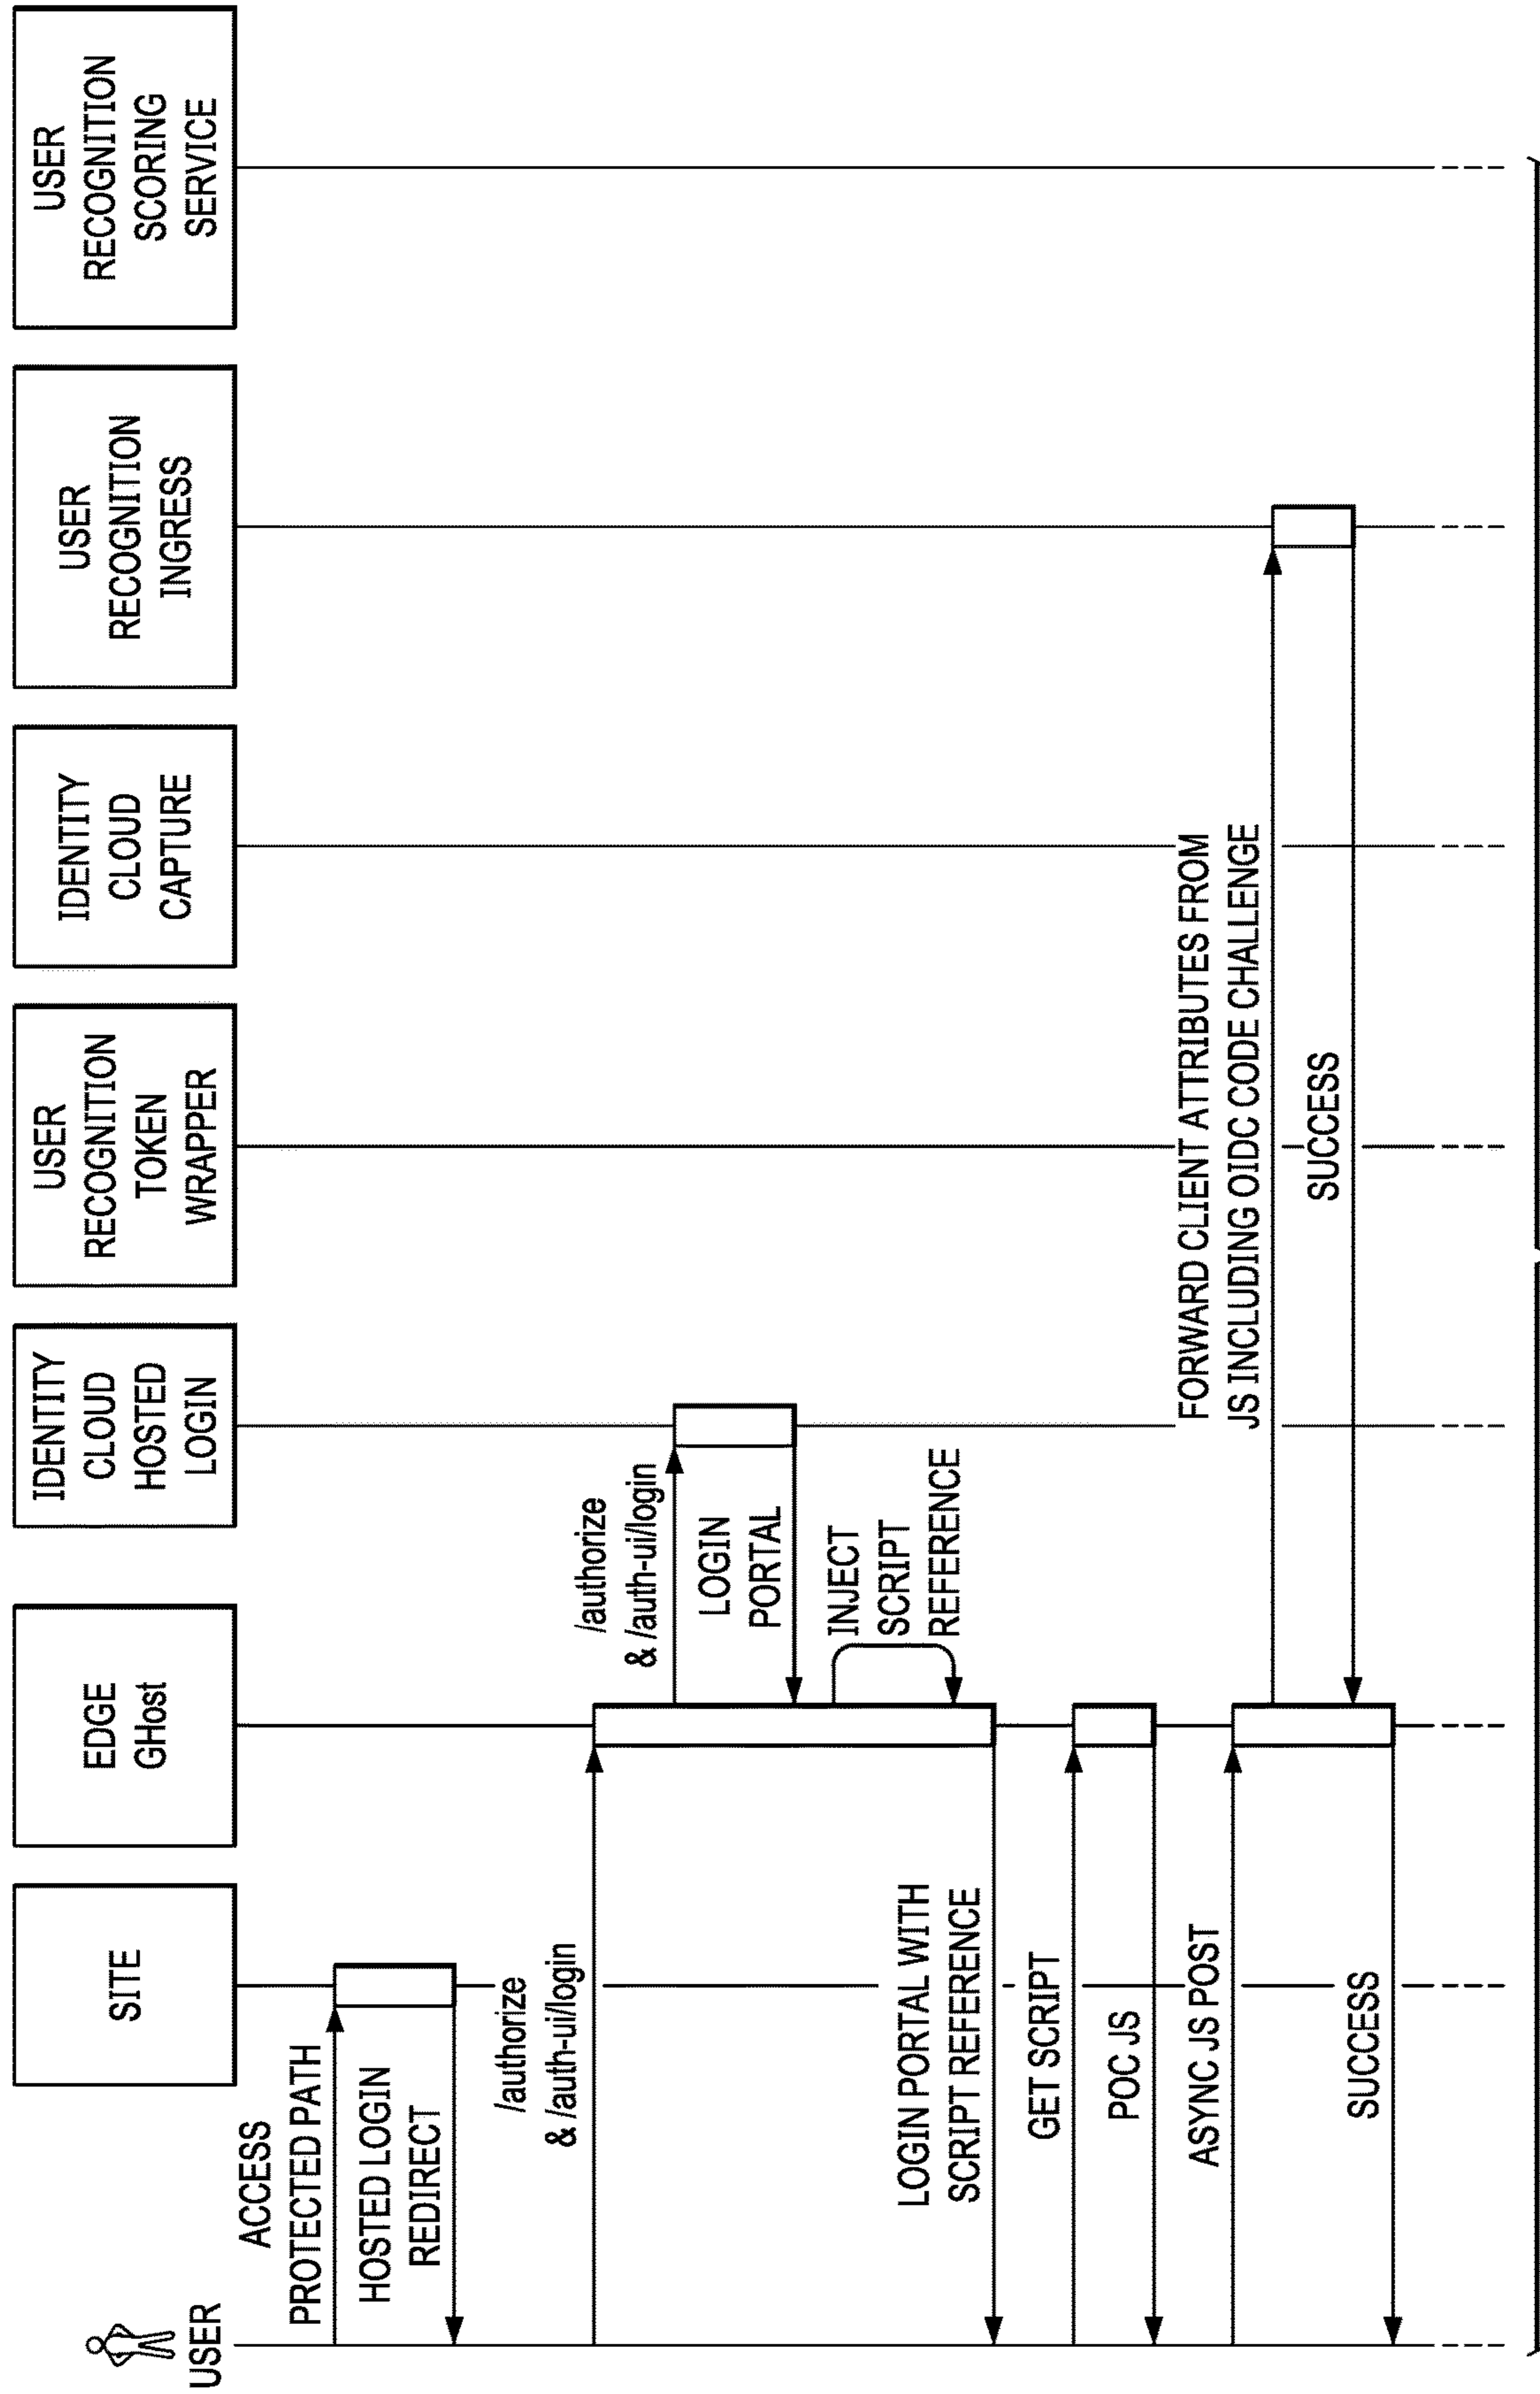 USER
SITE
EDGE
GHost
IDENTITY
CLOUD
HOSTED
LOGIN
USER
RECOGNITION
TOKEN
WRAPPER
IDENTITY
CLOUD
CAPTURE
USER
RECOGNITION
INGRESS
USER
RECOGNITION
SCORING
SERVICE
ACCESS
PROTECTED PATH
HOSTED LOGIN
REDIRECT
/authorize
& /auth-ui/login
/authorize
& /auth-ui/login
LOGIN
PORTAL
INJECT
SCRIPT
REFERENCE
LOGIN PORTAL WITH
SCRIPT REFERENCE
GET SCRIPT
POC JS
ASYNC JS POST
FORWARD CLIENT ATTRIBUTES FROM
JS INCLUDING OIDC CODE CHALLENGE
SUCCESS
SUCCESS